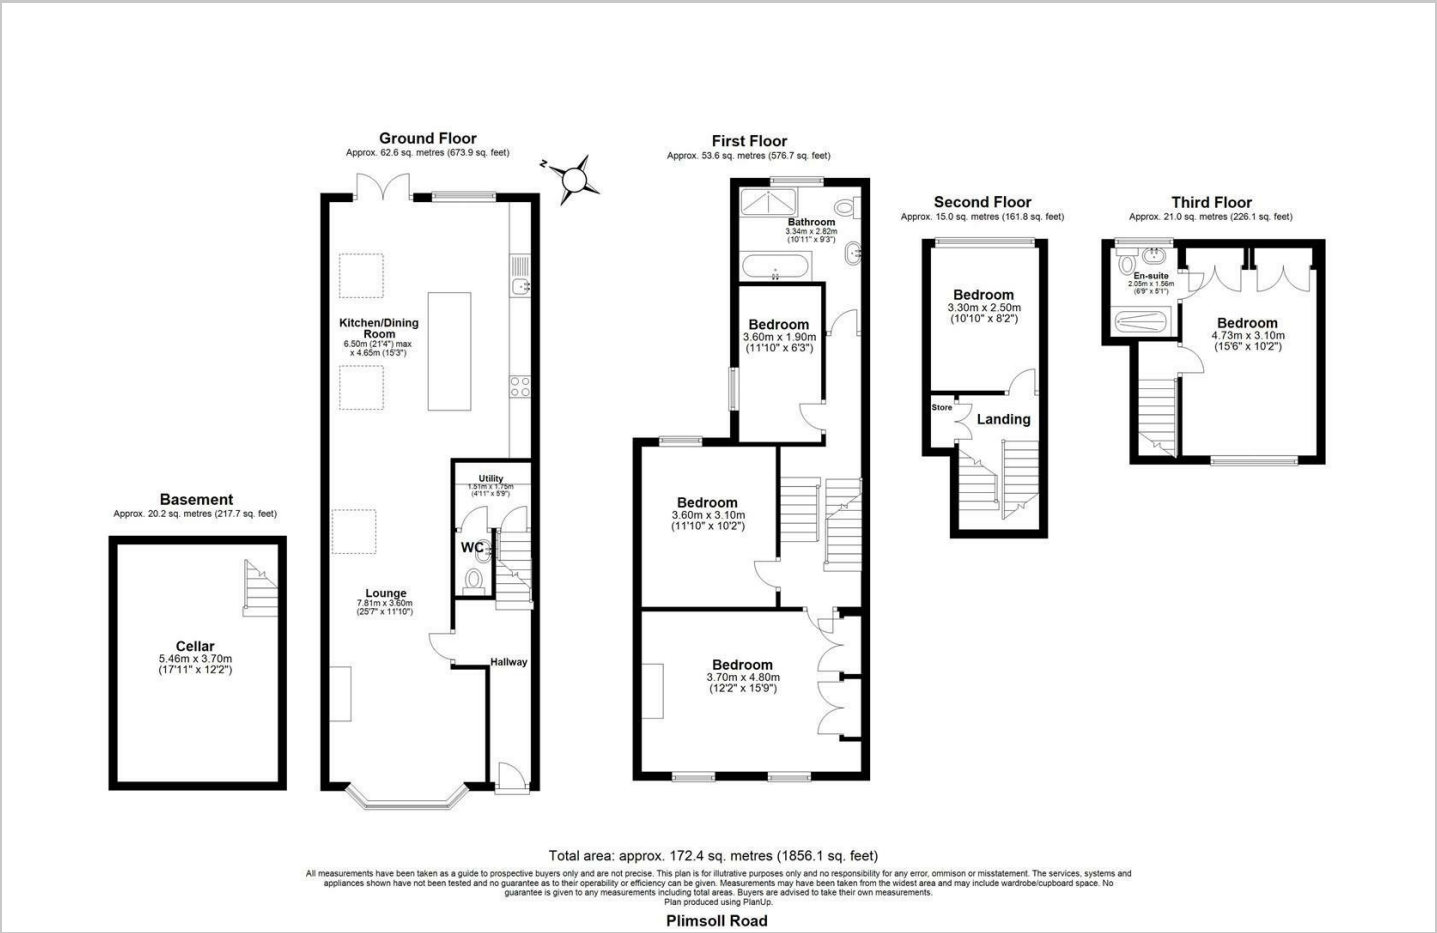 Ground Floor
Approx. 62.6 sq. metres (673.9 sq. feet)
N
Kitchen/Dining
Room
6.50m (21'4") max
x 4.65m (15'3")
Utility
1.51m x 1.75m
(4'11" x 5'9")
WC
Lounge
7.81m x 3.60m
(25'7" x 11'10")
Hallway
Basement
Approx. 20.2 sq. metres (217.7 sq. feet)
Cellar
5.46m x 3.70m
(17'11" x 12'2")
First Floor
Approx. 53.6 sq. metres (576.7 sq. feet)
Bathroom
3.34m x 2.82m
(10'11" x 9'3")
Bedroom
3.60m x 1.90m
(11'10" x 6'3")
Bedroom
3.60m x 3.10m
(11'10" x 10'2")
Bedroom
3.70m x 4.80m
(12'2" x 15'9")
Second Floor
Approx. 15.0 sq. metres (161.8 sq. feet)
Bedroom
3.30m x 2.50m
(10'10" x 8'2")
Store
Landing
Third Floor
Approx. 21.0 sq. metres (226.1 sq. feet)
En-suite
2.05m x 1.56m
(6'9" x 5'1")
Bedroom
4.73m x 3.10m
(15'6" x 10'2")
Total area: approx. 172.4 sq. metres (1856.1 sq. feet)
All measurements have been taken as a guide to prospective buyers only and are not precise. This plan is for illutrative purposes only and no responsibility for any error, ommison or misstatement. The services, systems and
appliances shown have not been tested and no guarantee as to their operability or efficiency can be given. Measurements may have been taken from the widest area and may include wardrobe/cupboard space. No
guarantee is given to any measurements including total areas. Buyers are advised to take their own measurements.
Plan produced using PlanUp.
Plimsoll Road